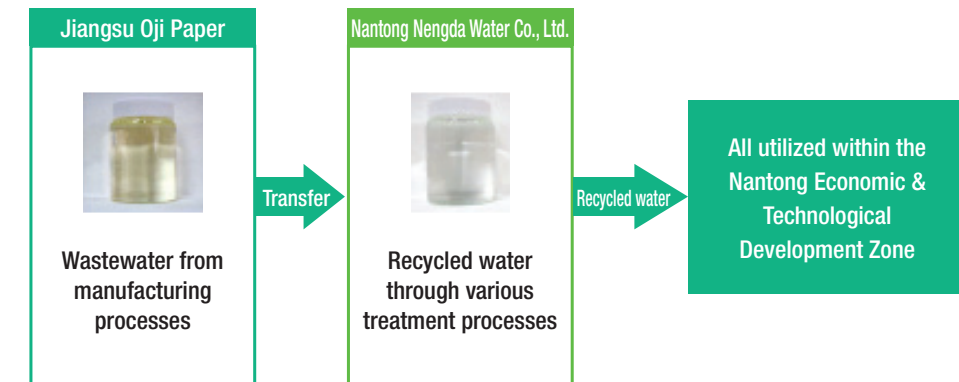 Jiangsu Oji Paper
Wastewater from
manufacturing
processes
Transfer
Nantong Nengda Water Co., Ltd.
Recycled water
through various
treatment processes
Recycled water
All utilized within the
Nantong Economic &
Technological
Development Zone